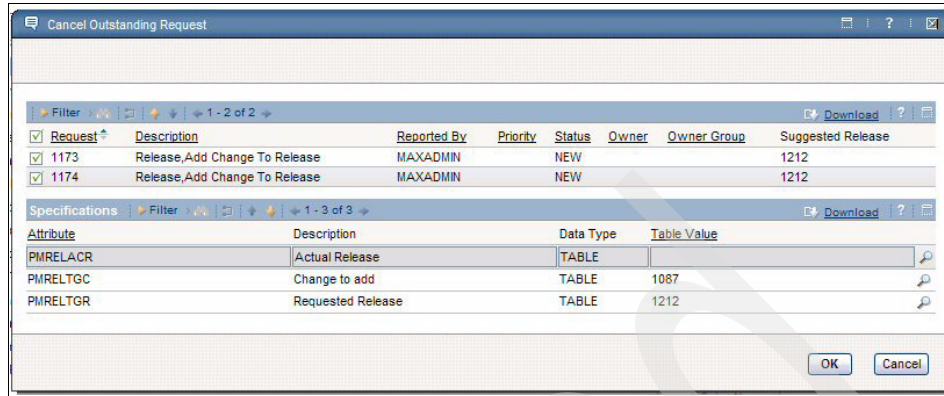 Cancel Outstanding Request ?
Filter 1 - 2 of 2 Download ?
Request Description Reported By Priority Status Owner Owner Group Suggested Release
1173 Release,Add Change To Release MAXADMIN NEW 1212
1174 Release,Add Change To Release MAXADMIN NEW 1212
Specifications Filter 1 - 3 of 3 Download ?
Attribute Description Data Type Table Value
PMRELACR Actual Release TABLE
PMRELTGC Change to add TABLE 1087
PMRELTGR Requested Release TABLE 1212
OK Cancel